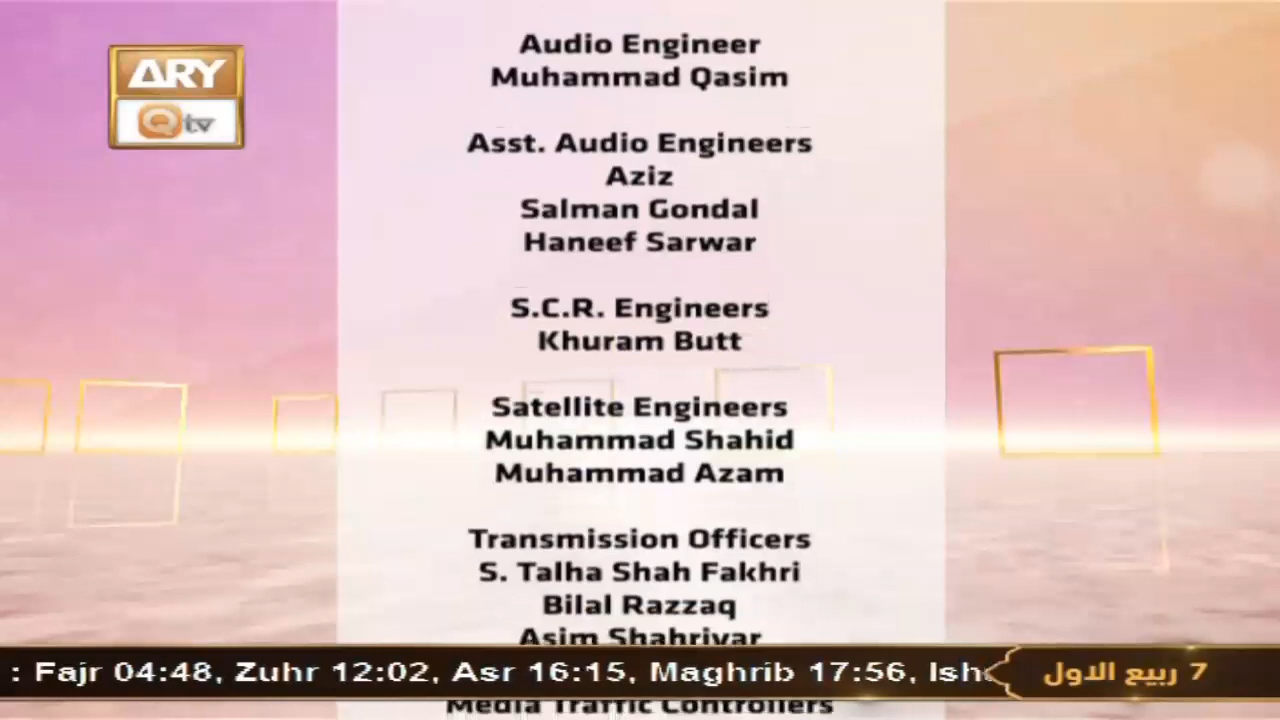 ARY
Qtv
Audio Engineer
Muhammad Qasim
Asst. Audio Engineers
Aziz
Salman Gondal
Haneef Sarwar
S.C.R. Engineers
Khuram Butt
Satellite Engineers
Muhammad Shahid
Muhammad Azam
Transmission Officers
S. Talha Shah Fakhri
Bilal Razzaq
Asim Shahriyar
: Fajr 04:48, Zuhr 12:02, Asr 16:15, Maghrib 17:56,
7 ربيع الاول
Media Traffic Controllers